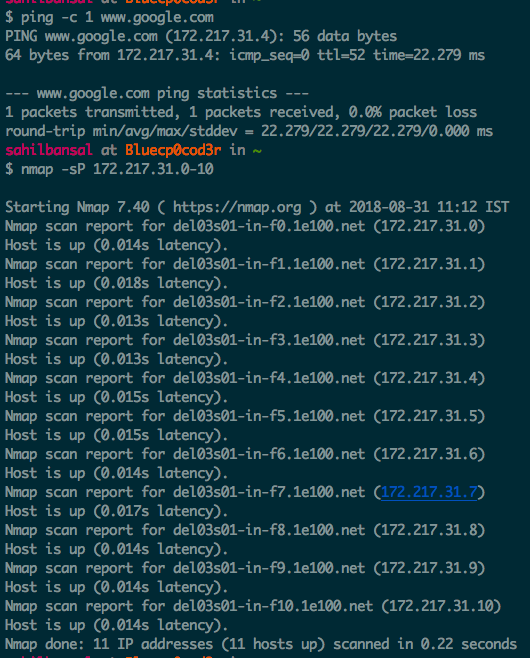 sahilbansal at Bluecp0cod3r in ~
$ ping -c 1 www.google.com
PING www.google.com (172.217.31.4): 56 data bytes
64 bytes from 172.217.31.4: icmp_seq=0 ttl=52 time=22.279 ms

--- www.google.com ping statistics ---
1 packets transmitted, 1 packets received, 0.0% packet loss
round-trip min/avg/max/stddev = 22.279/22.279/22.279/0.000 ms
sahilbansal at Bluecp0cod3r in ~
$ nmap -sP 172.217.31.0-10

Starting Nmap 7.40 ( https://nmap.org ) at 2018-08-31 11:12 IST
Nmap scan report for del03s01-in-f0.1e100.net (172.217.31.0)
Host is up (0.014s latency).
Nmap scan report for del03s01-in-f1.1e100.net (172.217.31.1)
Host is up (0.018s latency).
Nmap scan report for del03s01-in-f2.1e100.net (172.217.31.2)
Host is up (0.013s latency).
Nmap scan report for del03s01-in-f3.1e100.net (172.217.31.3)
Host is up (0.013s latency).
Nmap scan report for del03s01-in-f4.1e100.net (172.217.31.4)
Host is up (0.015s latency).
Nmap scan report for del03s01-in-f5.1e100.net (172.217.31.5)
Host is up (0.015s latency).
Nmap scan report for del03s01-in-f6.1e100.net (172.217.31.6)
Host is up (0.014s latency).
Nmap scan report for del03s01-in-f7.1e100.net (172.217.31.7)
Host is up (0.017s latency).
Nmap scan report for del03s01-in-f8.1e100.net (172.217.31.8)
Host is up (0.014s latency).
Nmap scan report for del03s01-in-f9.1e100.net (172.217.31.9)
Host is up (0.014s latency).
Nmap scan report for del03s01-in-f10.1e100.net (172.217.31.10)
Host is up (0.014s latency).
Nmap done: 11 IP addresses (11 hosts up) scanned in 0.22 seconds